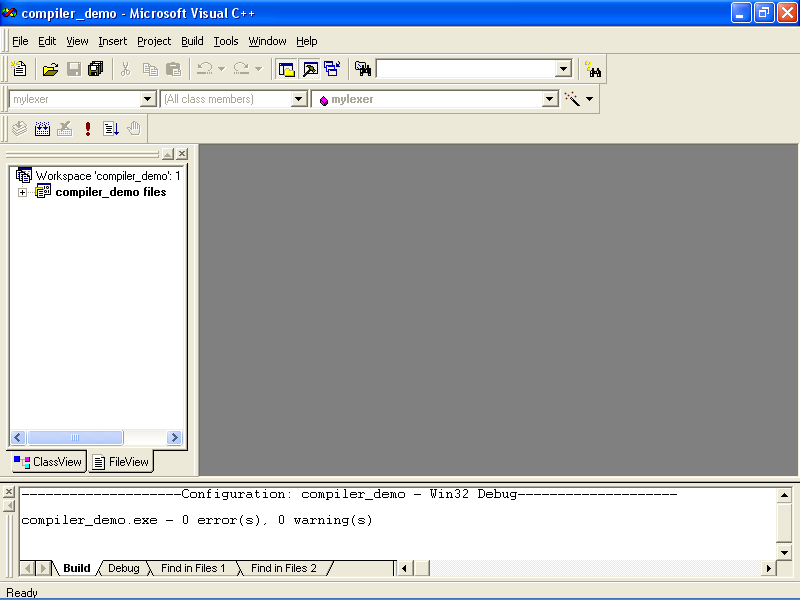 compiler_demo - Microsoft Visual C++
File Edit View Insert Project Build Tools Window Help
mylexer (All class members) mylexer
Workspace 'compiler_demo': 1
compiler_demo files
ClassView FileView
--------------------Configuration: compiler_demo - Win32 Debug--------------------
compiler_demo.exe - 0 error(s), 0 warning(s)
Build Debug Find in Files 1 Find in Files 2
Ready